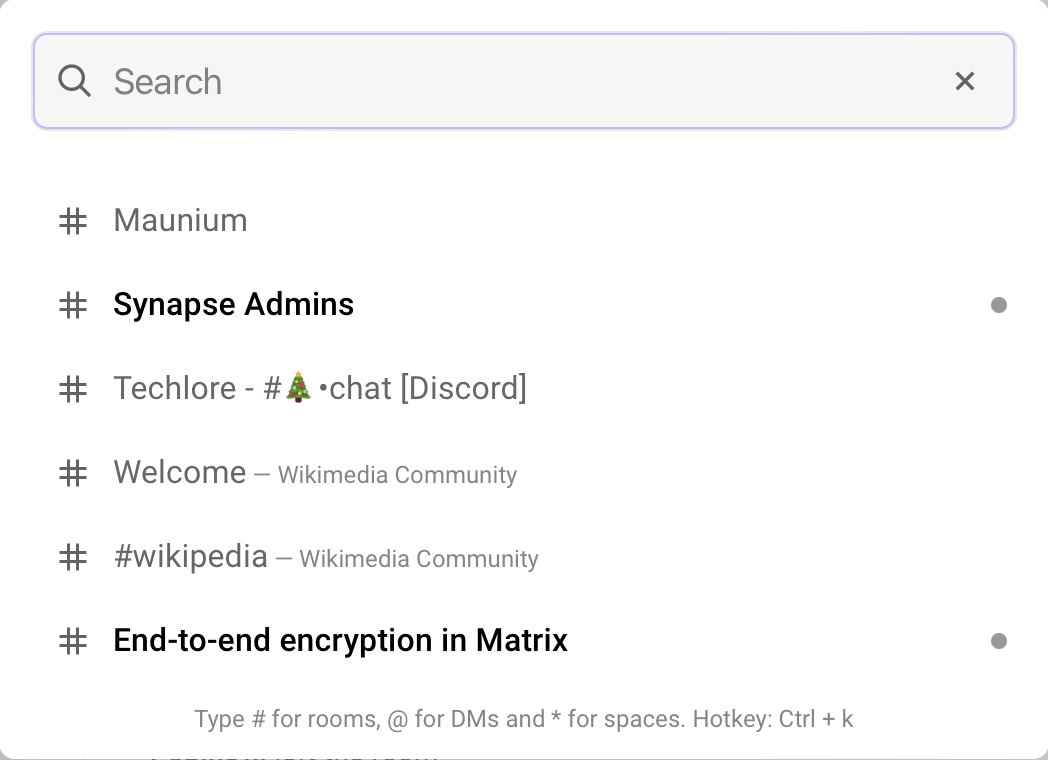 Search
Maunium
Synapse Admins
Techlore - #🎄•chat [Discord]
Welcome — Wikimedia Community
#wikipedia — Wikimedia Community
End-to-end encryption in Matrix
Type # for rooms, @ for DMs and * for spaces. Hotkey: Ctrl + k